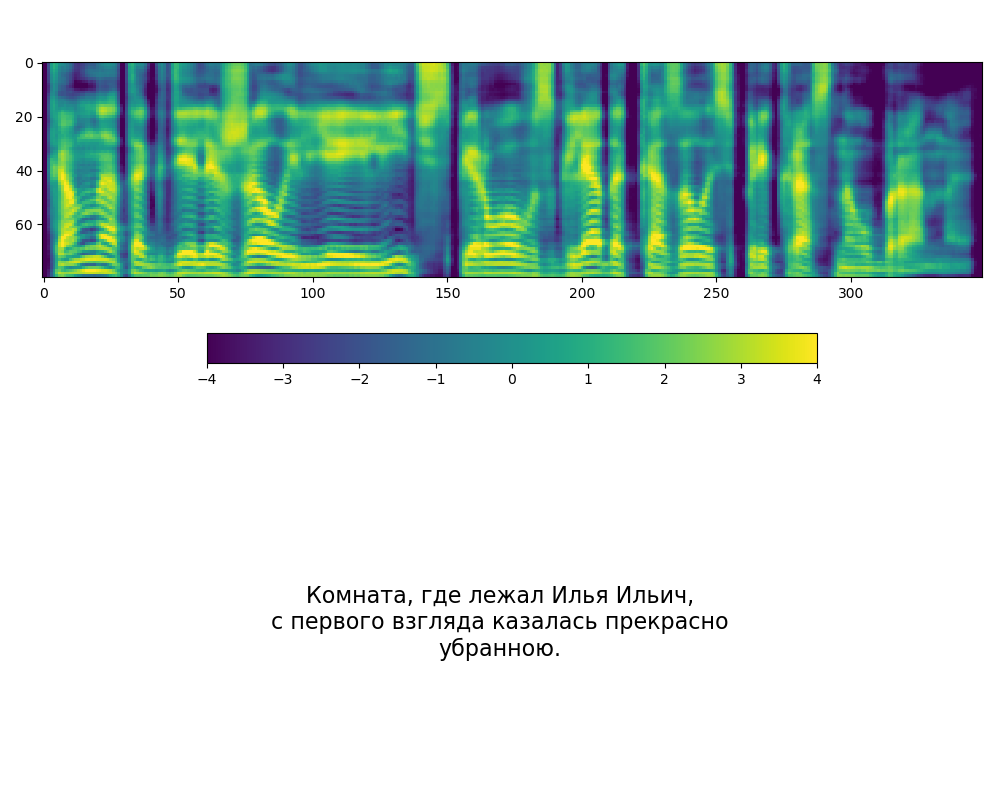 0
20
40
60
0 50 100 150 200 250 300
−4 −3 −2 −1 0 1 2 3 4
Комната, где лежал Илья Ильич,
с первого взгляда казалась прекрасно
убранною.